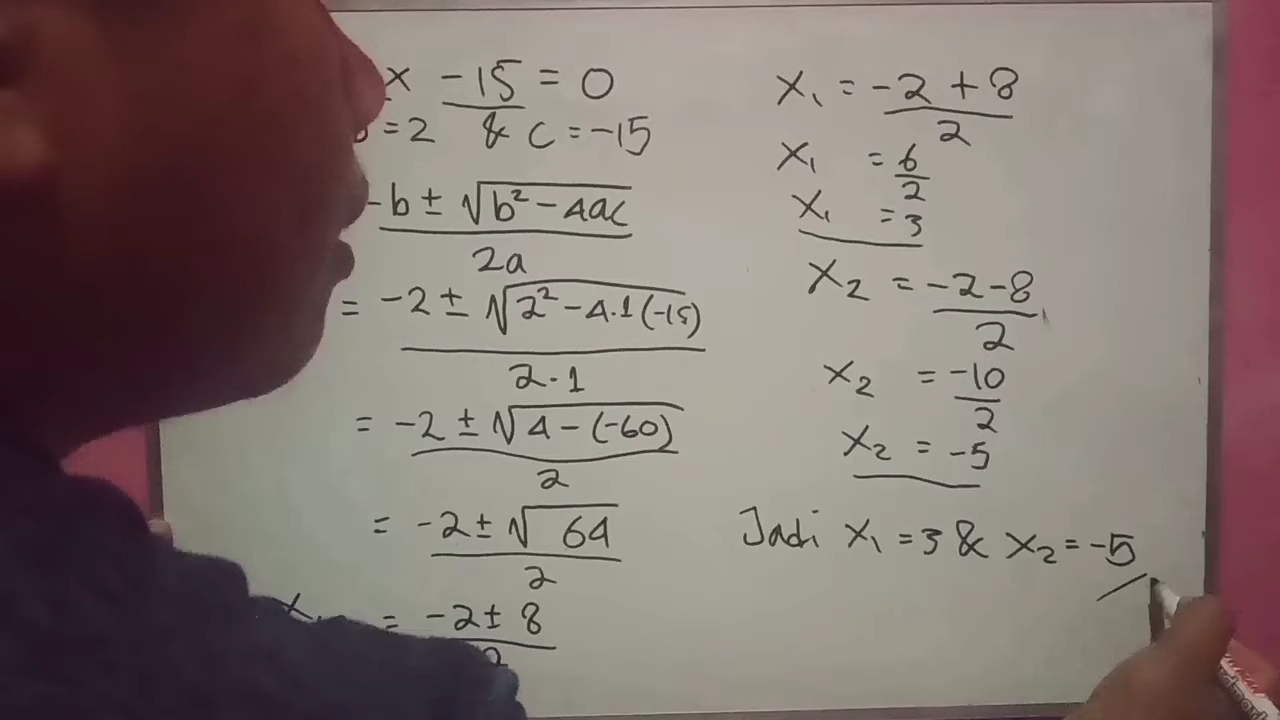 x - 15 = 0
= 2 & c = -15
-b ± √b² - 4ac
2a
= -2 ± √2² - 4.1(-15)
2 · 1
= -2 ± √4 - (-60)
2
= -2 ± √64
2
= -2 ± 8
2
x₁ = -2 + 8
2
x₁ = 6
2
x₁ = 3
x₂ = -2 - 8
2
x₂ = -10
2
x₂ = -5
Jadi x₁ = 3 & x₂ = -5